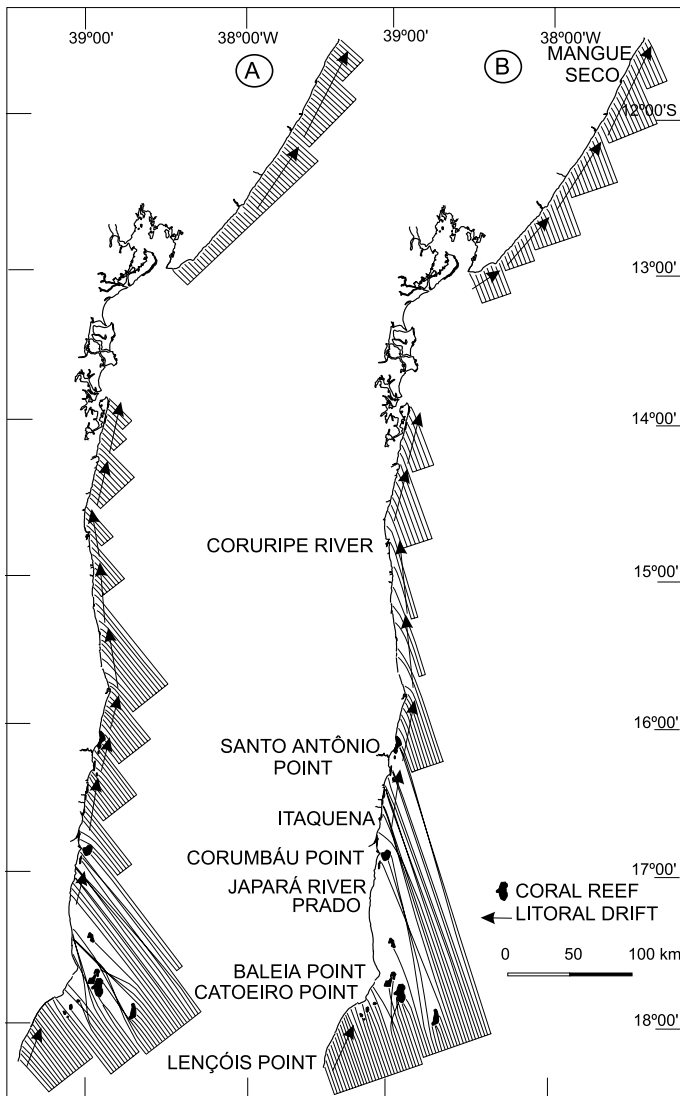 39°00' 38°00'W 39°00' 38°00'W
A B MANGUE
SECO
12°00'S
13°00'
14°00'
CORURIPE RIVER
15°00'
16°00'
SANTO ANTÔNIO
POINT
ITAQUENA
CORUMBÁU POINT
17°00'
JAPARÁ RIVER
PRADO
CORAL REEF
LITORAL DRIFT
0 50 100 km
BALEIA POINT
CATOEIRO POINT
18°00'
LENÇÓIS POINT